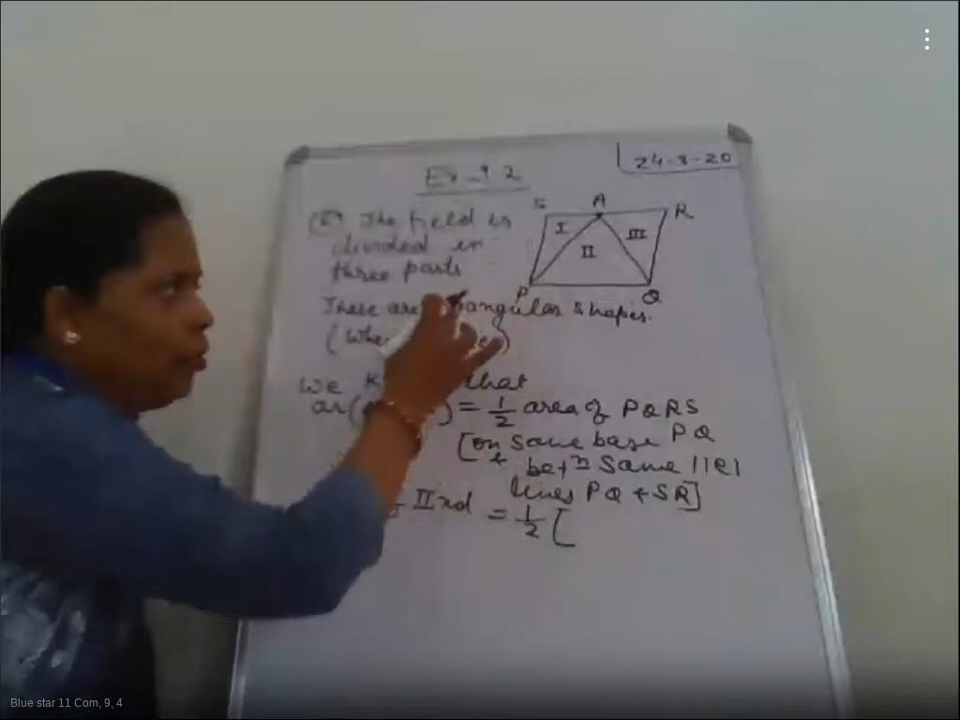 Ex-9.2
24-8-20
The field is
divided in
three parts
S A R
I II III
P Q
These are triangular shapes.
We that
ar( ) = 1/2 area of PQRS
[on same base PQ
& betn same ||el
lines PQ & SR]
IInd = 1/2 [
Blue star 11 Com, 9, 4